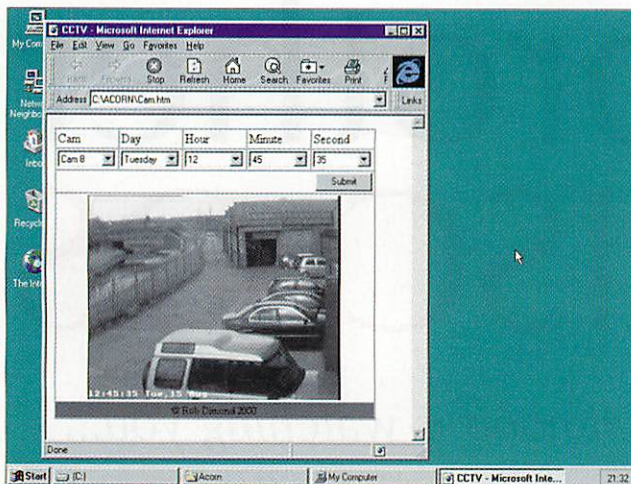 CCTV - Microsoft Internet Explorer
File Edit View Go Favorites Help
Back Forward Stop Refresh Home Search Favorites Print
Address C:\ACORN\Cam.htm Links
Cam Day Hour Minute Second
Cam 8 Tuesday 12 45 35
Submit
12:45:35 Tue,15 Aug
© Rob Dimond 2000
Done
My Com
Netw
Neighbo
Inbo
Recycl
The Inte
Start (C:) Acorn My Computer CCTV - Microsoft Inte... 21:32